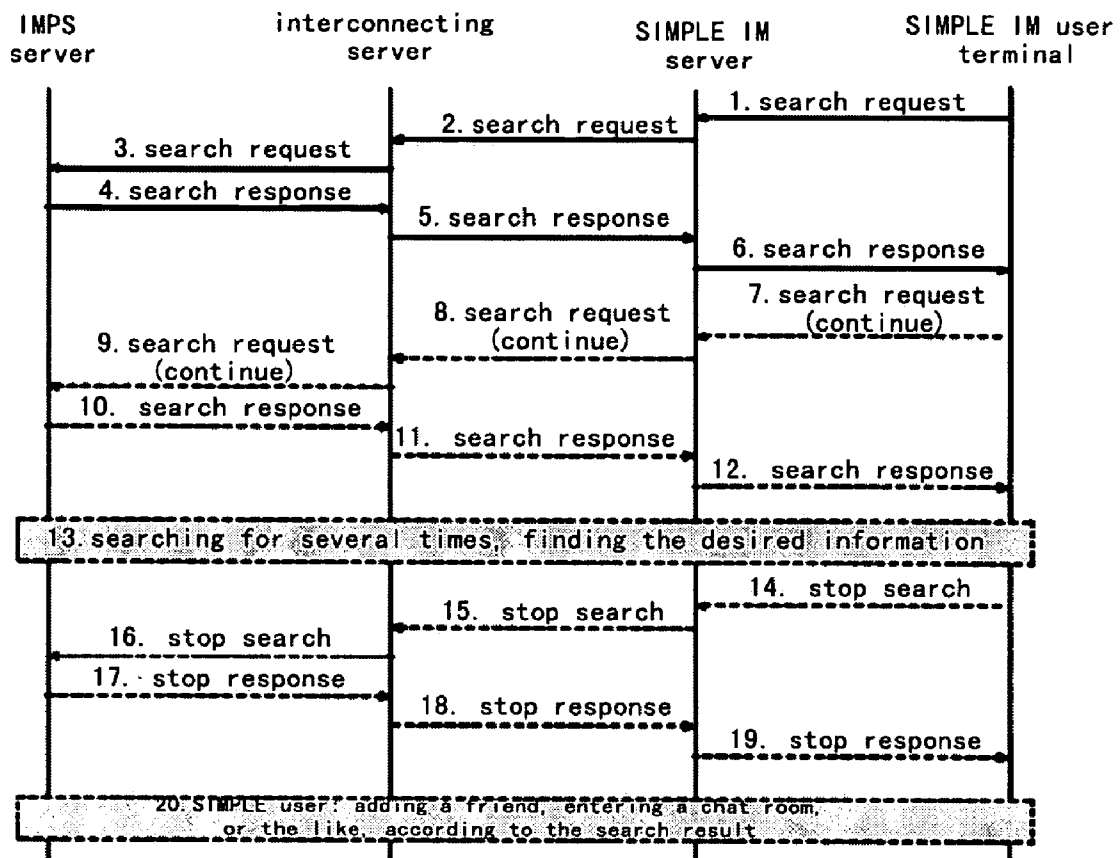 IMPS
server
interconnecting
server
SIMPLE IM
server
SIMPLE IM user
terminal
1. search request
2. search request
3. search request
4. search response
5. search response
6. search response
7. search request
(continue)
8. search request
(continue)
9. search request
(continue)
10. search response
11. search response
12. search response
13. searching for several times, finding the desired information
14. stop search
15. stop search
16. stop search
17. stop response
18. stop response
19. stop response
20. SIMPLE user: adding a friend, entering a chat room,
or the like, according to the search result